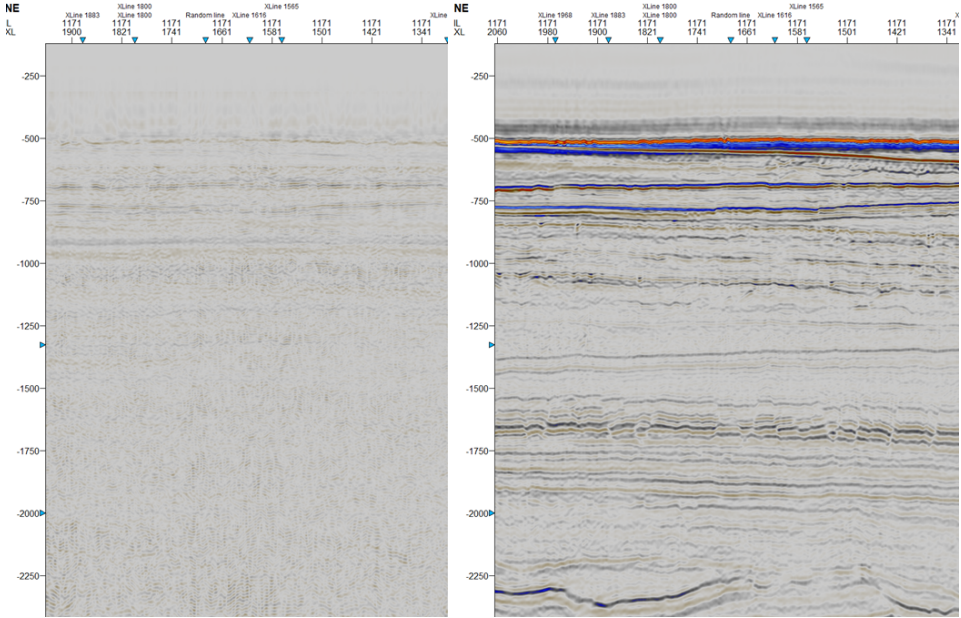 NE
XLine 1800
XLine 1565
XLine 1883
XLine 1800
Random line
XLine 1616
XLine
IL
1171
1171
1171
1171
1171
1171
1171
1171
XL
1900
1821
1741
1661
1581
1501
1421
1341
-250
-500
-750
-1000
-1250
-1500
-1750
-2000
-2250
NE
XLine 1800
XLine 1565
XLine 1968
XLine 1883
XLine 1800
Random line
XLine 1616
IL
1171
1171
1171
1171
1171
1171
1171
1171
1171
1171
XL
2060
1980
1900
1821
1741
1661
1581
1501
1421
1341
-250
-500
-750
-1000
-1250
-1500
-1750
-2000
-2250